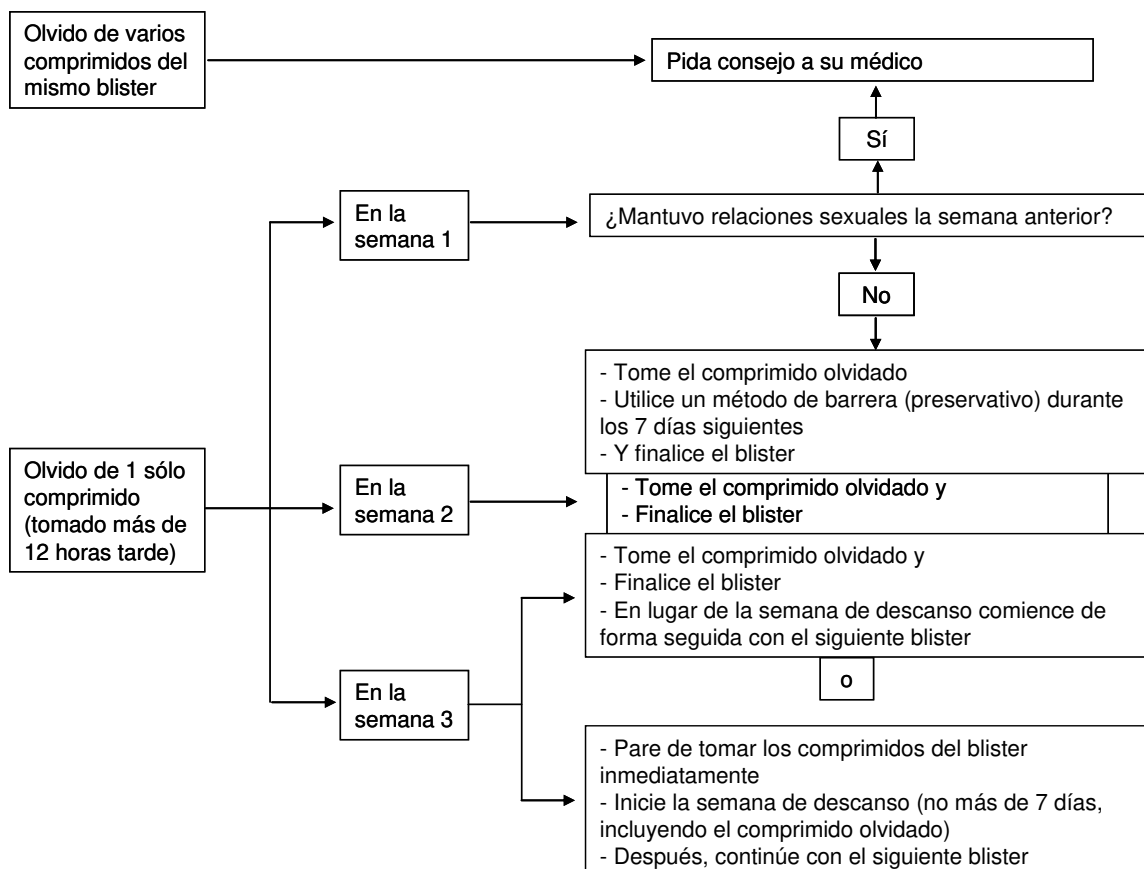 Olvido de varios
comprimidos del
mismo blister
Pida consejo a su médico
Sí
En la
semana 1
¿Mantuvo relaciones sexuales la semana anterior?
No
- Tome el comprimido olvidado
- Utilice un método de barrera (preservativo) durante
los 7 días siguientes
- Y finalice el blister
Olvido de 1 sólo
comprimido
(tomado más de
12 horas tarde)
En la
semana 2
- Tome el comprimido olvidado y
- Finalice el blister
- Tome el comprimido olvidado y
- Finalice el blister
- En lugar de la semana de descanso comience de
forma seguida con el siguiente blister
o
En la
semana 3
- Pare de tomar los comprimidos del blister
inmediatamente
- Inicie la semana de descanso (no más de 7 días,
incluyendo el comprimido olvidado)
- Después, continúe con el siguiente blister